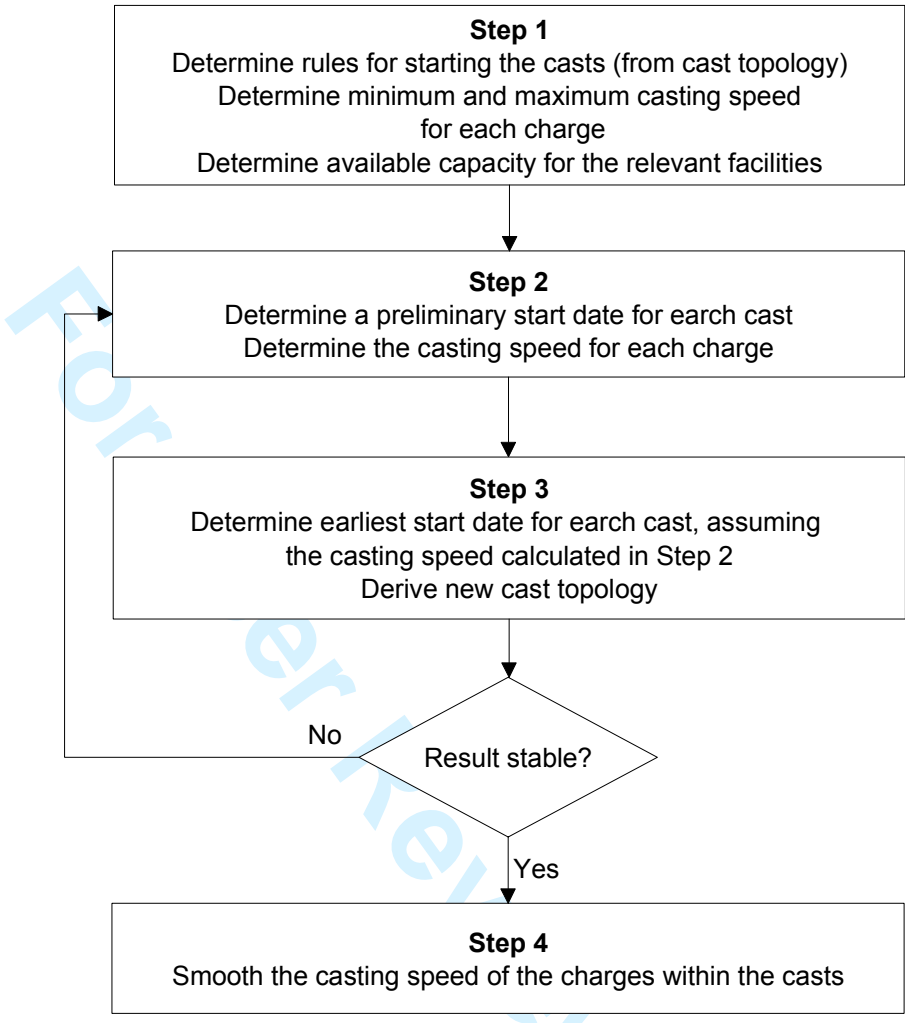 Step 1
Determine rules for starting the casts (from cast topology)
Determine minimum and maximum casting speed
for each charge
Determine available capacity for the relevant facilities
Step 2
Determine a preliminary start date for earch cast
Determine the casting speed for each charge
Step 3
Determine earliest start date for earch cast, assuming
the casting speed calculated in Step 2
Derive new cast topology
No
Result stable?
Yes
Step 4
Smooth the casting speed of the charges within the casts
For